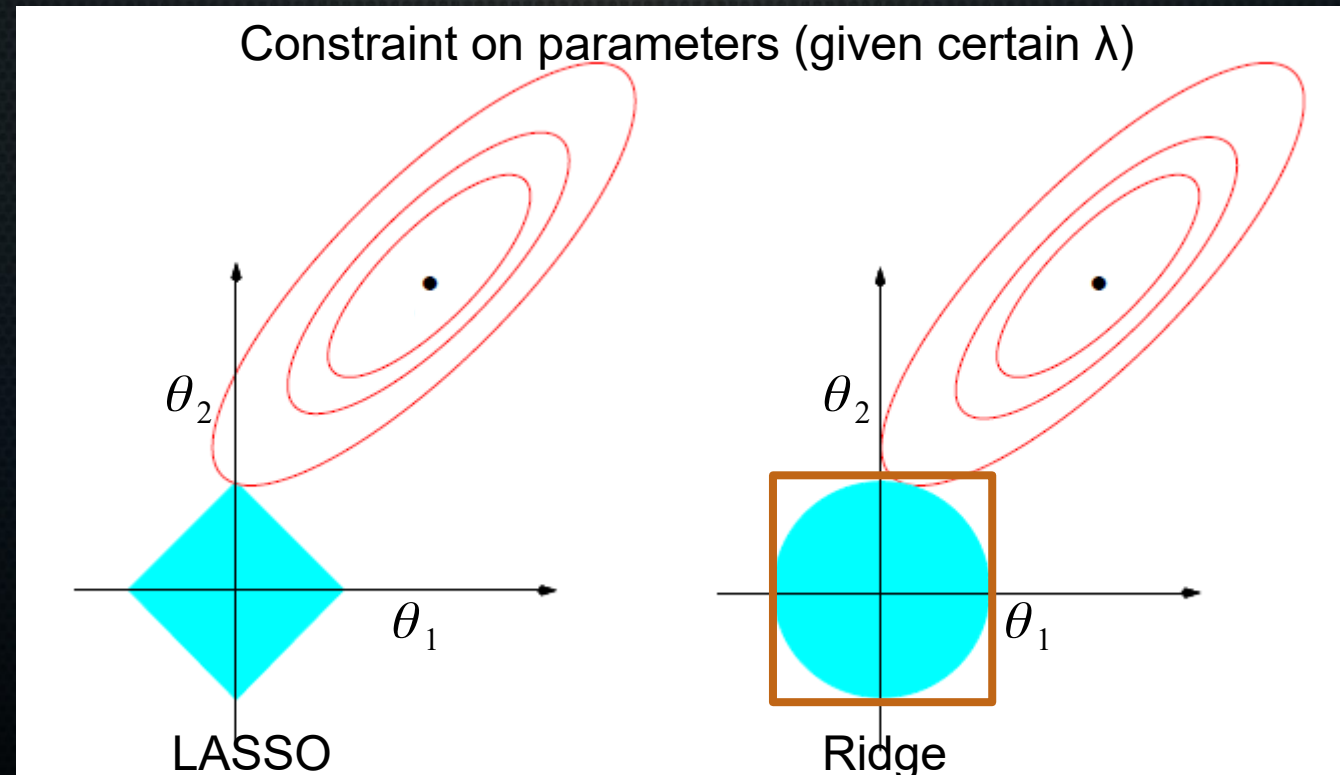 Constraint on parameters (given certain λ)
θ₂
θ₁
LASSO
θ₂
θ₁
Ridge